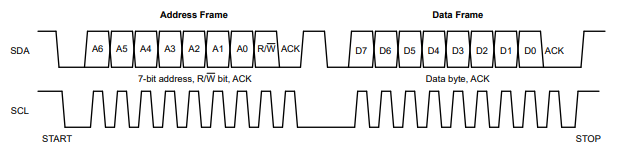 Address Frame Data Frame
SDA A6 A5 A4 A3 A2 A1 A0 R/W̅ ACK D7 D6 D5 D4 D3 D2 D1 D0 ACK
7-bit address, R/W̅ bit, ACK Data byte, ACK
SCL
START STOP